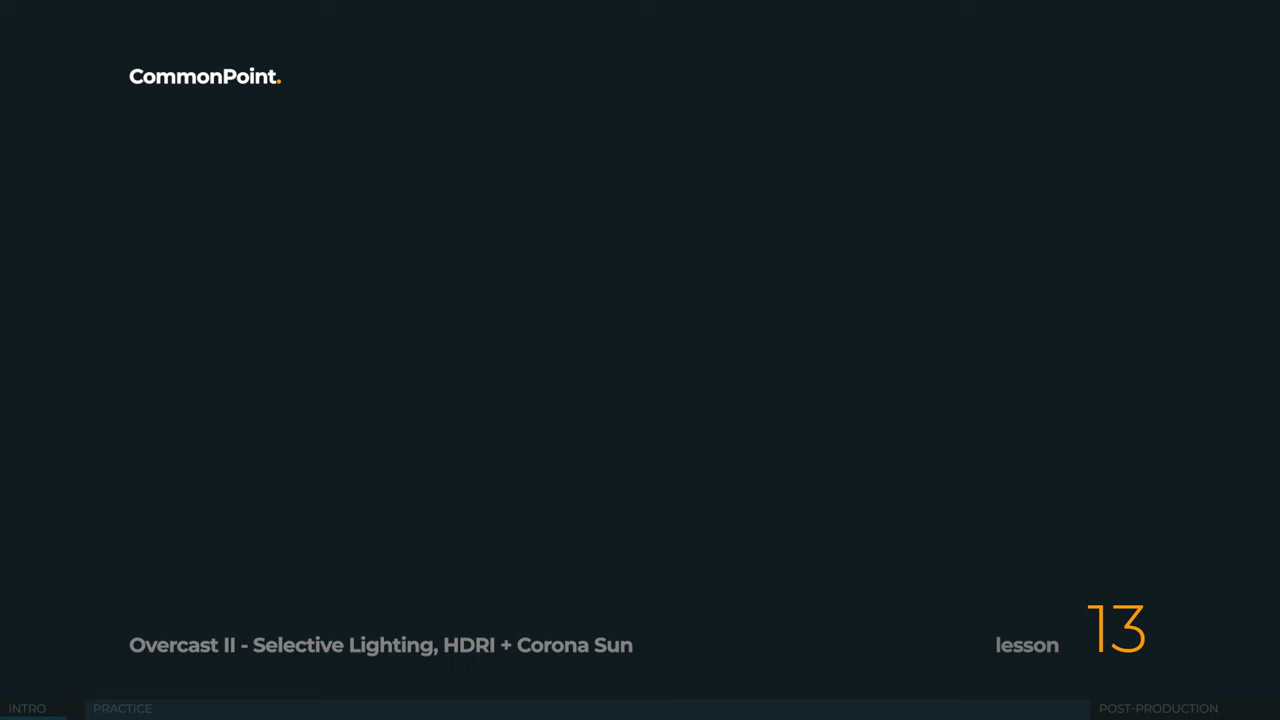 CommonPoint.
Overcast II - Selective Lighting, HDRI + Corona Sun
lesson 13
INTRO PRACTICE POST-PRODUCTION